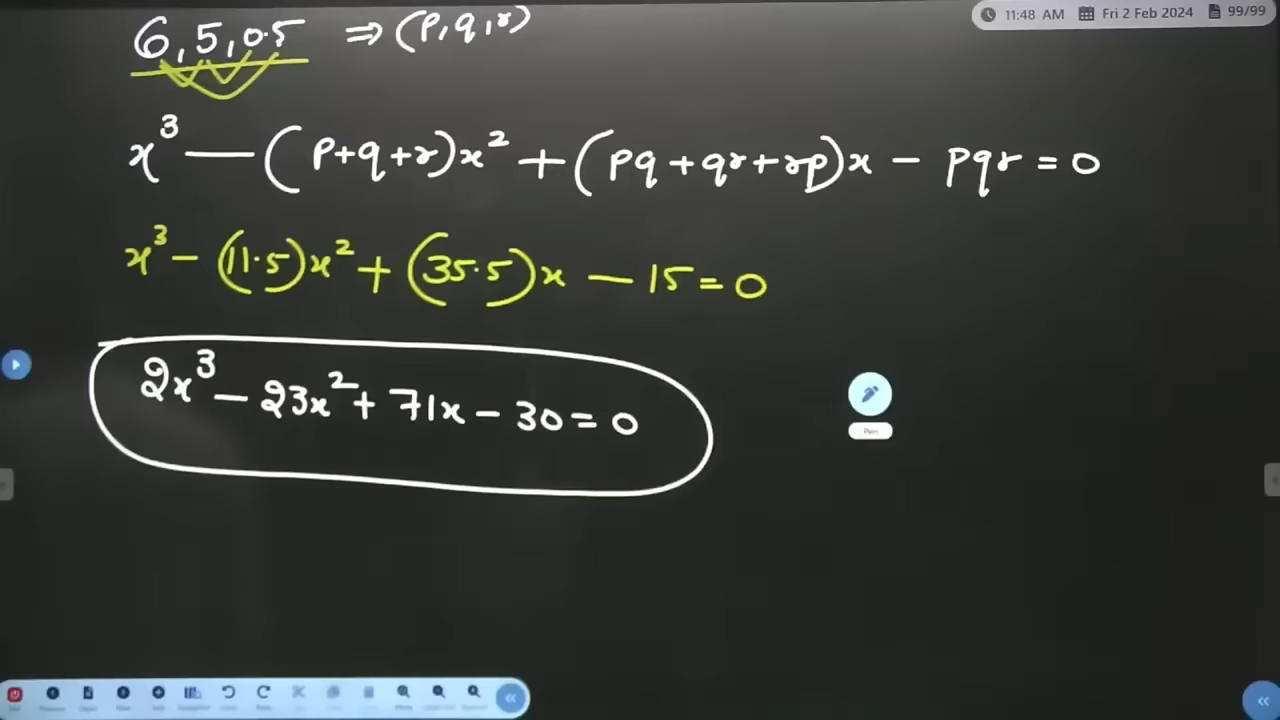 11:48 AM Fri 2 Feb 2024 99/99
6, 5, 0.5 ⇒ (p, q, r)
x³ − (p+q+r)x² + (pq+qr+rp)x − pqr = 0
x³ − (11.5)x² + (35.5)x − 15 = 0
2x³ − 23x² + 71x − 30 = 0
Pen